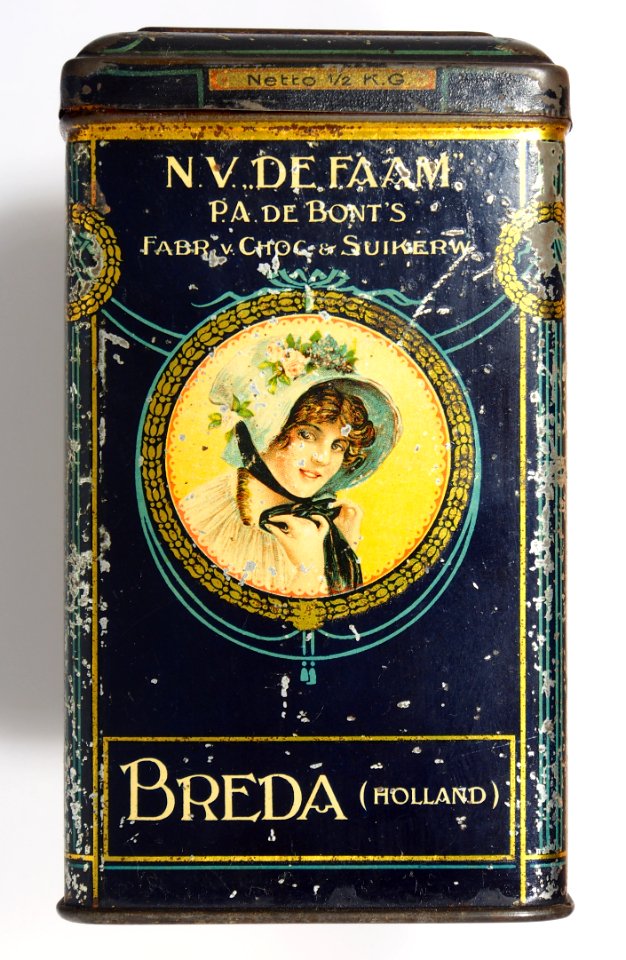 Netto ½ K.G
N.V. „DE FAAM”
P.A. DE BONT'S
FABR. v. CHOC. & SUIKERW.
BREDA (HOLLAND)